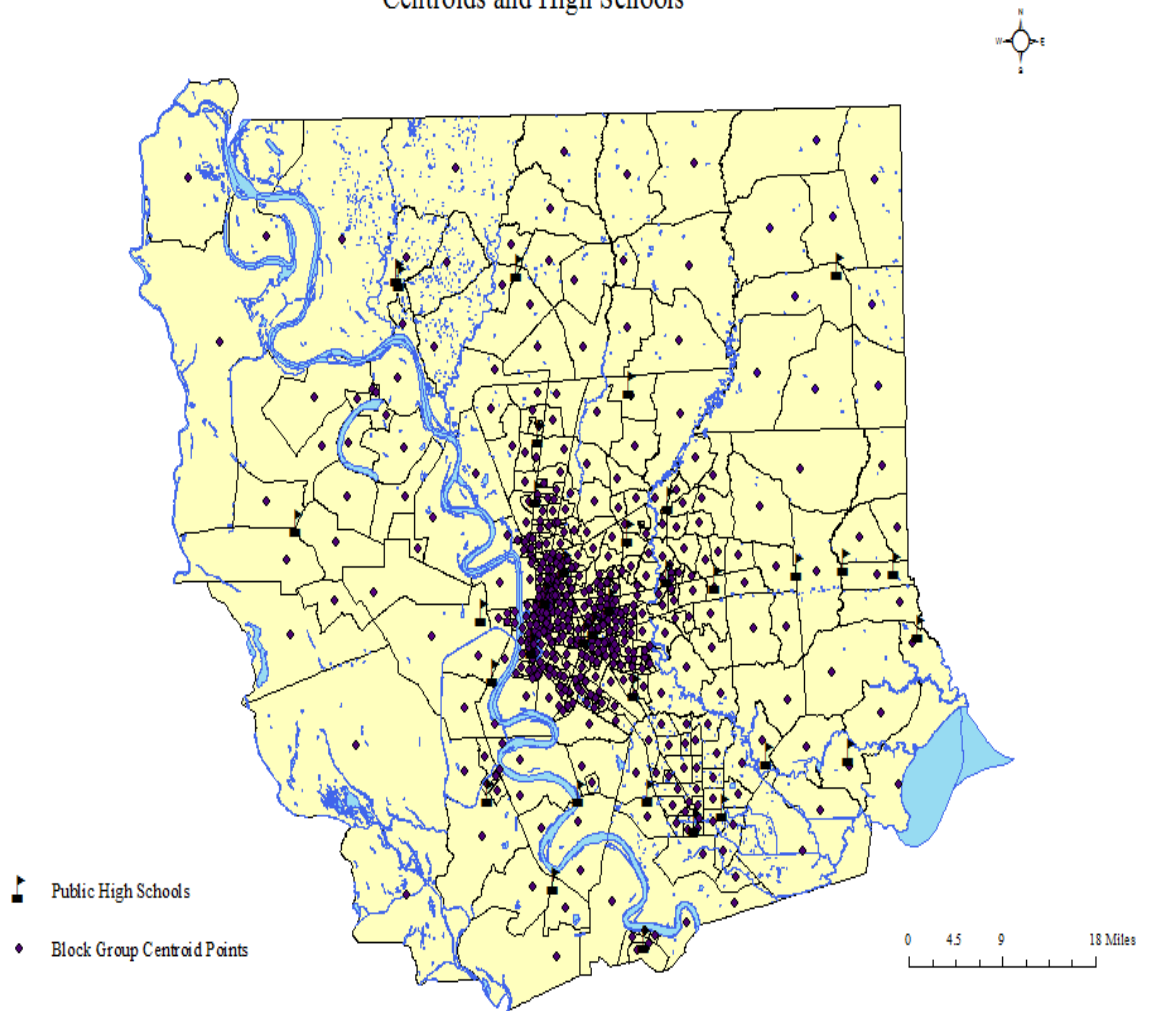 Centroids and High Schools
N
W E
S
Public High Schools
Block Group Centroid Points
0 4.5 9 18 Miles